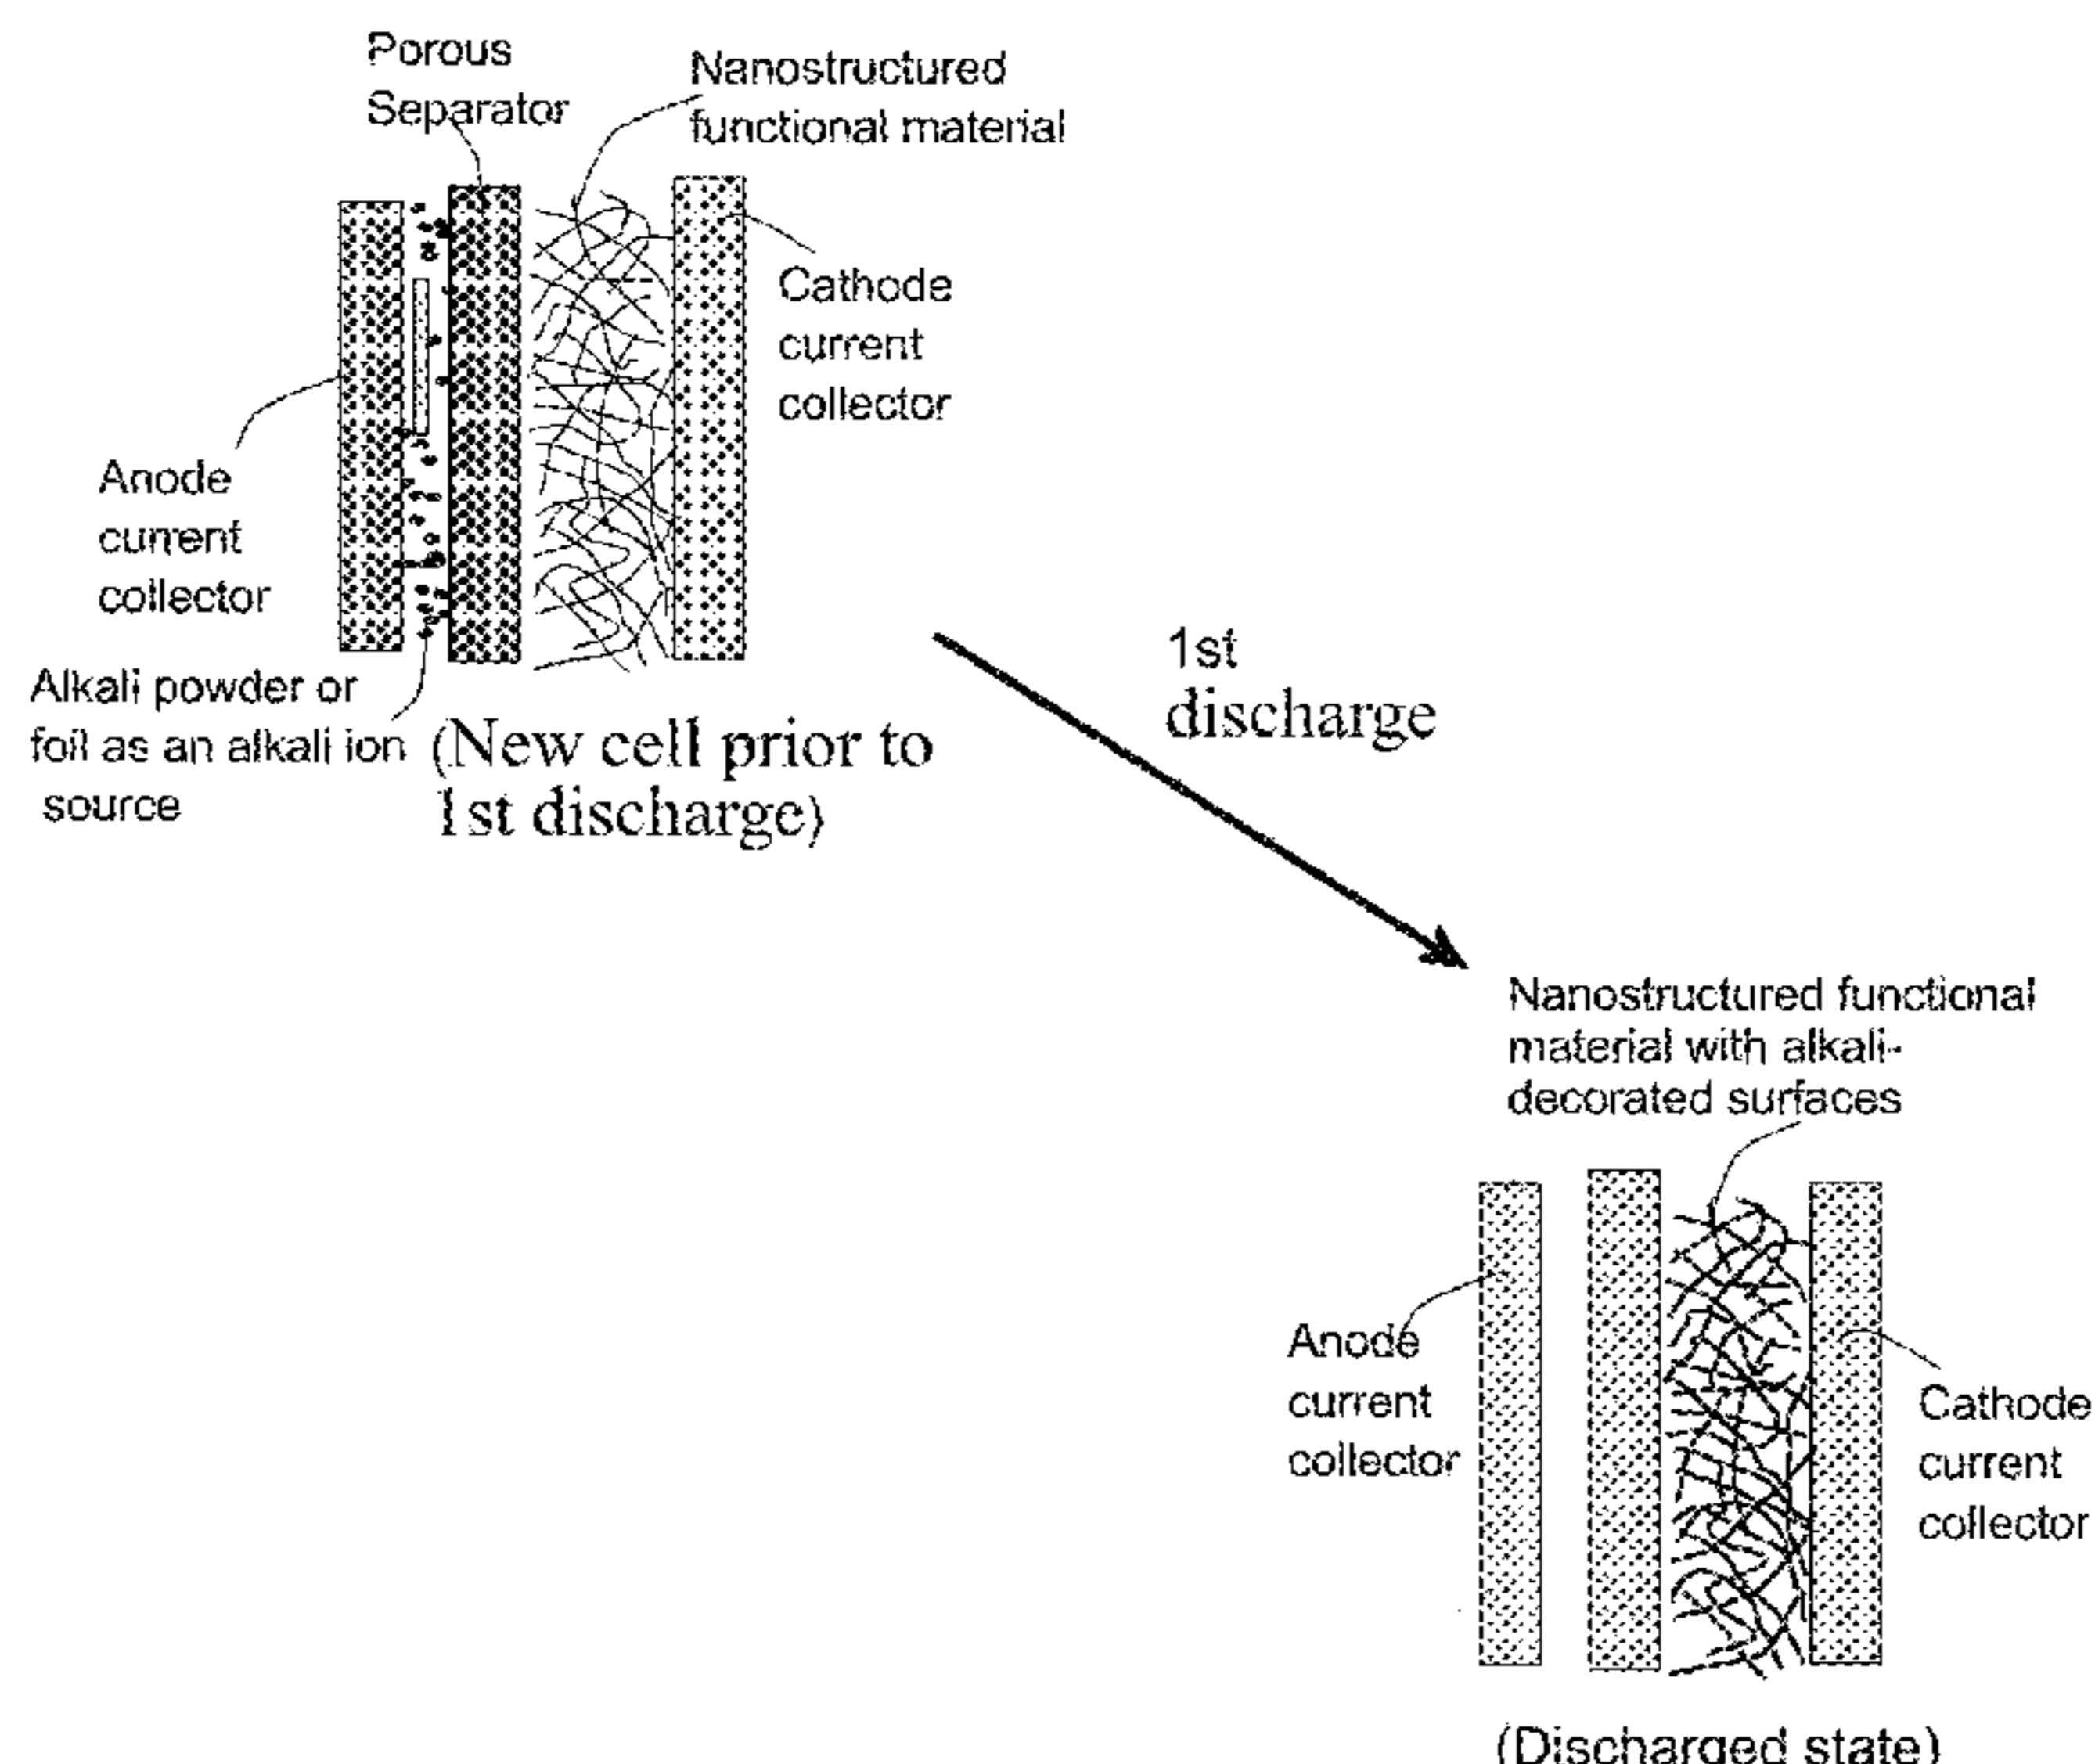 Porous
Separator
Nanostructured
functional material
Cathode
current
collector
Anode
current
collector
Alkali powder or
foil as an alkali ion
source
(New cell prior to
1st discharge)
1st
discharge
Nanostructured functional
material with alkali-
decorated surfaces
Anode
current
collector
Cathode
current
collector
(Discharged state)